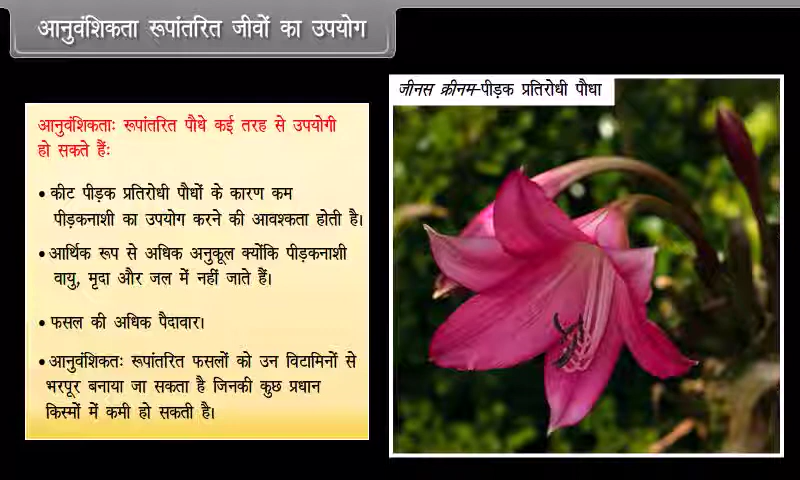 आनुवंशिकता रूपांतरित जीवों का उपयोग
जीनस क्रीनम-पीड़क प्रतिरोधी पौधा
आनुवंशिकताः रूपांतरित पौधे कई तरह से उपयोगी
हो सकते हैंः
• कीट पीड़क प्रतिरोधी पौधों के कारण कम
पीड़कनाशी का उपयोग करने की आवश्कता होती है।
• आर्थिक रूप से अधिक अनुकूल क्योंकि पीड़कनाशी
वायु, मृदा और जल में नहीं जाते हैं।
• फसल की अधिक पैदावार।
• आनुवंशिकतः रूपांतरित फसलों को उन विटामिनों से
भरपूर बनाया जा सकता है जिनकी कुछ प्रधान
किस्मों में कमी हो सकती है।